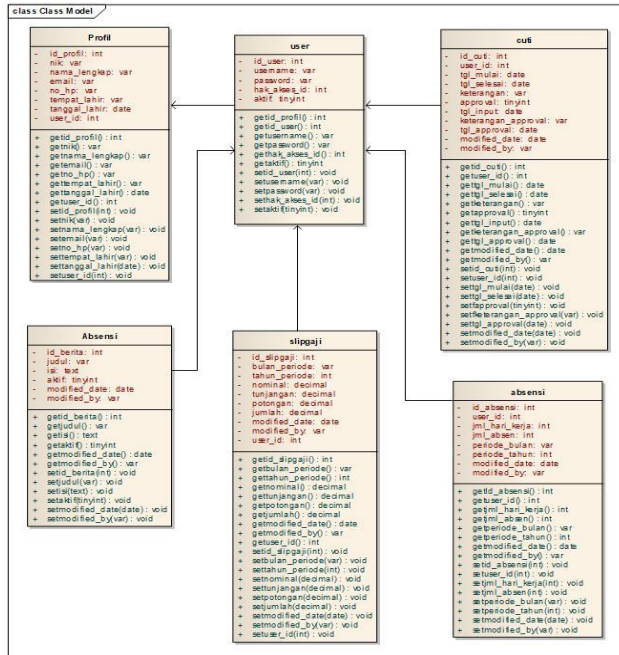 class Class Model
Profil
- id_profil: int
- nik: var
- nama_lengkap: var
- email: var
- no_hp: var
- tempat_lahir: var
- tanggal_lahir: date
- user_id: int
+ getid_profil() : int
+ getnik() : var
+ getnama_lengkap() : var
+ getemail() : var
+ getno_hp() : var
+ gettempat_lahir() : var
+ gettanggal_lahir() : date
+ getuser_id() : int
+ setid_profil(int) : void
+ setnik(var) : void
+ setnama_lengkap(var) : void
+ setemail(var) : void
+ setno_hp(var) : void
+ settempat_lahir(var) : void
+ settanggal_lahir(date) : void
+ setuser_id(int) : void
user
- id_user: int
- username: var
- password: var
- hak_akses_id: int
- aktif: tinyint
+ getid_profil() : int
+ getid_user() : int
+ getusername() : var
+ getpassword() : var
+ gethak_akses_id() : int
+ getaktif() : tinyint
+ setid_user(int) : void
+ setusername(var) : void
+ setpassword(var) : void
+ sethak_akses_id(int) : void
+ setaktif(tinyint) : void
cuti
- id_cuti: int
- user_id: int
- tgl_mulai: date
- tgl_selesai: date
- keterangan: var
- approval: tinyint
- tgl_input: date
- keterangan_approval: var
- tgl_approval: date
- modified_date: date
- modified_by: var
+ getid_cuti() : int
+ getuser_id() : int
+ gettgl_mulai() : date
+ gettgl_selesai() : date
+ getketerangan() : var
+ getapproval() : tinyint
+ gettgl_input() : date
+ getketerangan_approval() : var
+ gettgl_approval() : date
+ getmodified_date() : date
+ getmodified_by() : var
+ setid_cuti(int) : void
+ setuser_id(int) : void
+ settgl_mulai(date) : void
+ settgl_selesai(date) : void
+ setfapproval(tinyint) : void
+ setketerangan_approval(var) : void
+ settgl_approval(date) : void
+ setmodified_date(date) : void
+ setmodified_by(var) : void
Absensi
- id_berita: int
- judul: var
- isi: text
- aktif: tinyint
- modified_date: date
- modified_by: var
+ getid_berita() : int
+ getjudul() : var
+ getisi() : text
+ getaktif() : tinyint
+ getmodified_date() : date
+ getmodified_by() : var
+ setid_berita(int) : void
+ setjudul(var) : void
+ setisi(text) : void
+ setaktif(tinyint) : void
+ setmodified_date(date) : void
+ setmodified_by(var) : void
slipgaji
- id_slipgaji: int
- bulan_periode: var
- tahun_periode: int
- nominal: decimal
- tunjangan: decimal
- potongan: decimal
- jumlah: decimal
- modified_date: date
- modified_by: var
- user_id: int
+ getid_slipgaji() : int
+ getbulan_periode() : var
+ gettahun_periode() : int
+ getnominal() : decimal
+ gettunjangan() : decimal
+ getpotongan() : decimal
+ getjumlah() : decimal
+ getmodified_date() : date
+ getmodified_by() : var
+ getuser_id() : int
+ setid_slipgaji(int) : void
+ setbulan_periode(var) : void
+ settahun_periode(int) : void
+ setnominal(decimal) : void
+ settunjangan(decimal) : void
+ setpotongan(decimal) : void
+ setjumlah(decimal) : void
+ setmodified_date(date) : void
+ setmodified_by(var) : void
+ setuser_id(int) : void
absensi
- id_absensi: int
- user_id: int
- jml_hari_kerja: int
- jml_absen: int
- periode_bulan: var
- periode_tahun: int
- modified_date: date
- modified_by: var
+ getid_absensi() : int
+ getuser_id() : int
+ getjml_hari_kerja() : int
+ getjml_absen() : int
+ getperiode_bulan() : var
+ getperiode_tahun() : int
+ getmodified_date() : date
+ getmodified_by() : var
+ setid_absensi(int) : void
+ setuser_id(int) : void
+ setjml_hari_kerja(int) : void
+ setjml_absen(int) : void
+ setperiode_bulan(var) : void
+ setperiode_tahun(int) : void
+ setmodified_date(date) : void
+ setmodified_by(var) : void